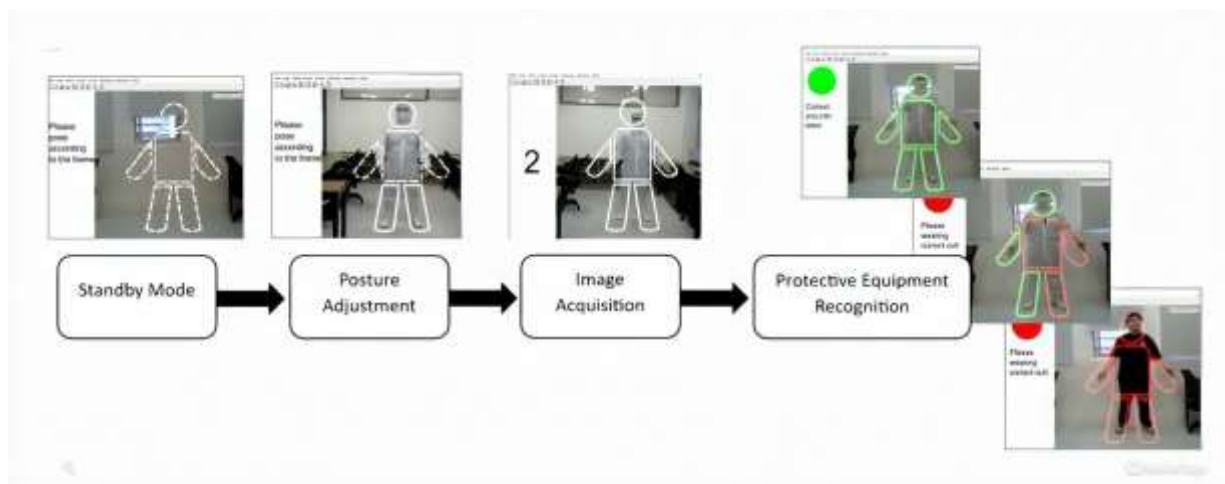 Please
pose
according
to the frame
Please
pose
according
to the frame
2
Please
wearing
correct suit
Please
wearing
correct suit
Standby Mode
Posture
Adjustment
Image
Acquisition
Protective Equipment
Recognition